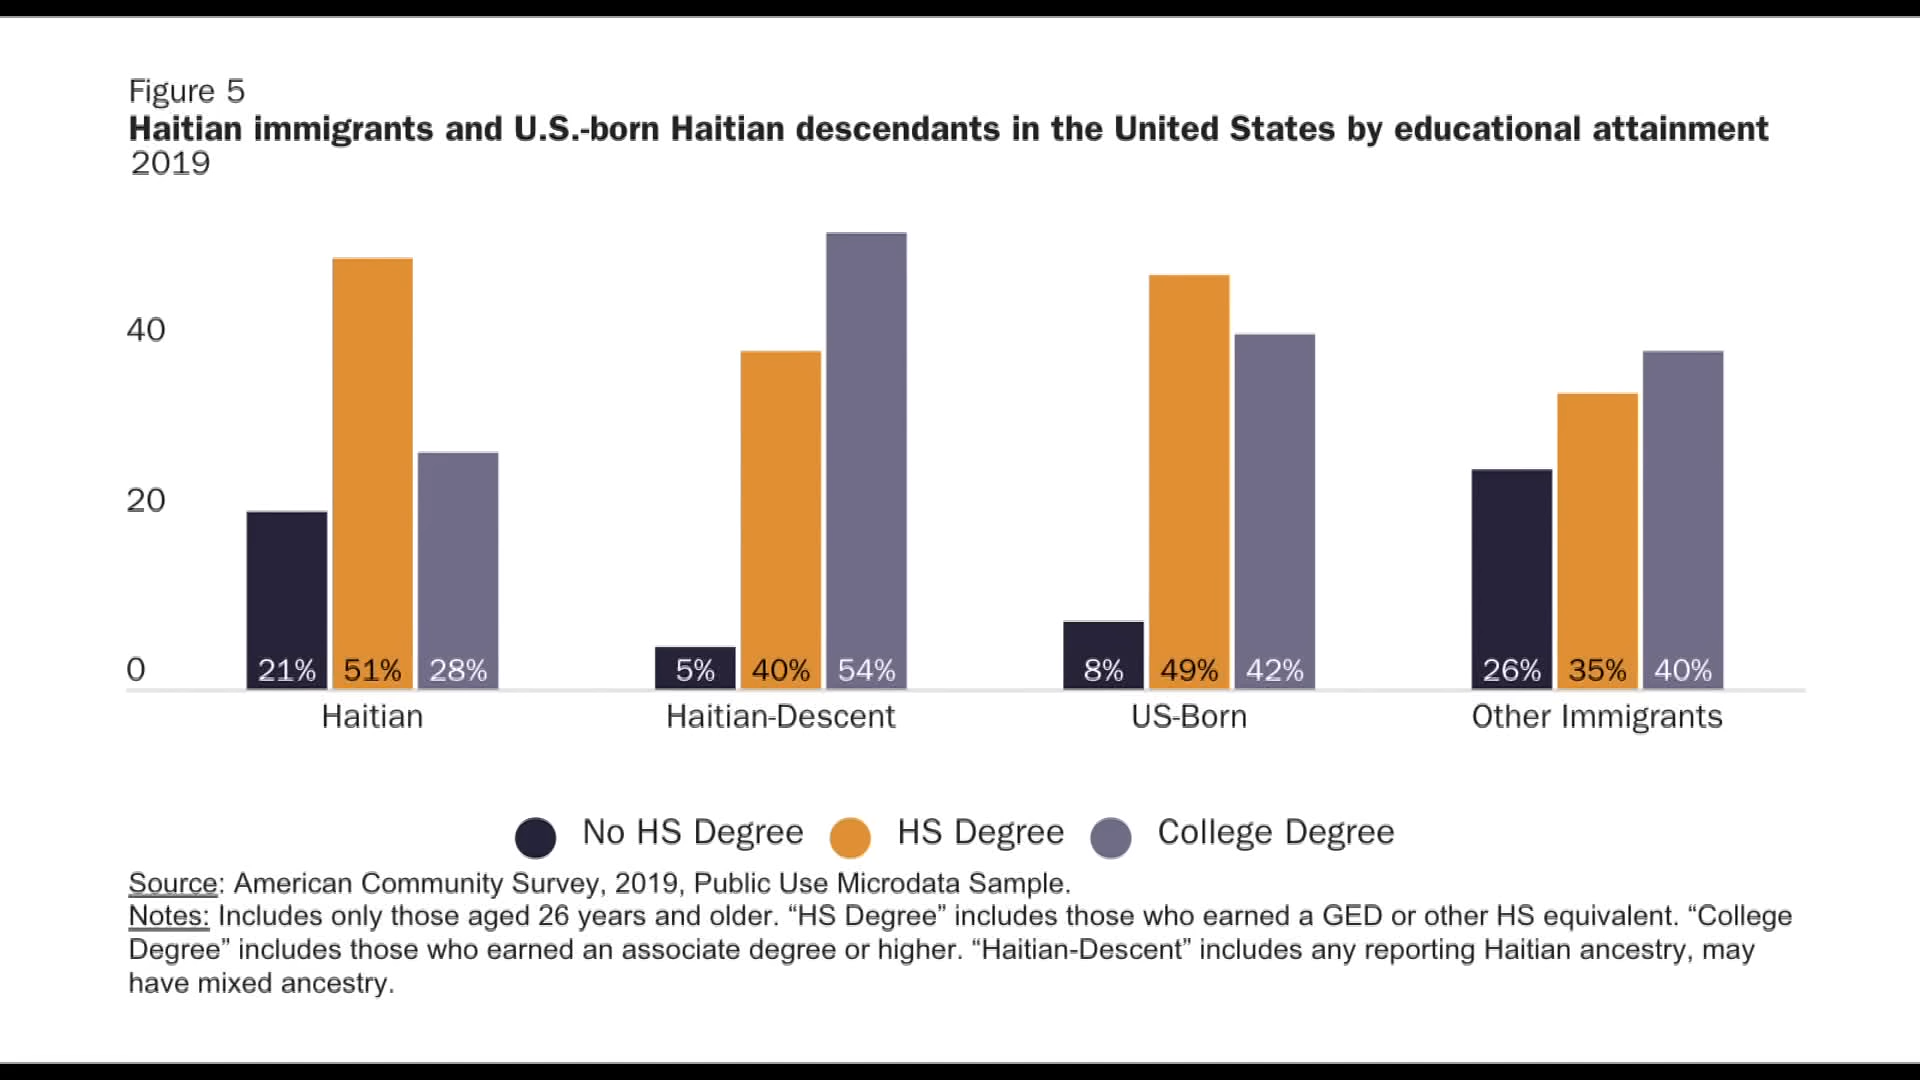 Figure 5
Haitian immigrants and U.S.-born Haitian descendants in the United States by educational attainment
2019
40
20
0
21% 51% 28% 5% 40% 54% 8% 49% 42% 26% 35% 40%
Haitian Haitian-Descent US-Born Other Immigrants
No HS Degree HS Degree College Degree
Source: American Community Survey, 2019, Public Use Microdata Sample.
Notes: Includes only those aged 26 years and older. “HS Degree” includes those who earned a GED or other HS equivalent. “College
Degree” includes those who earned an associate degree or higher. “Haitian-Descent” includes any reporting Haitian ancestry, may
have mixed ancestry.